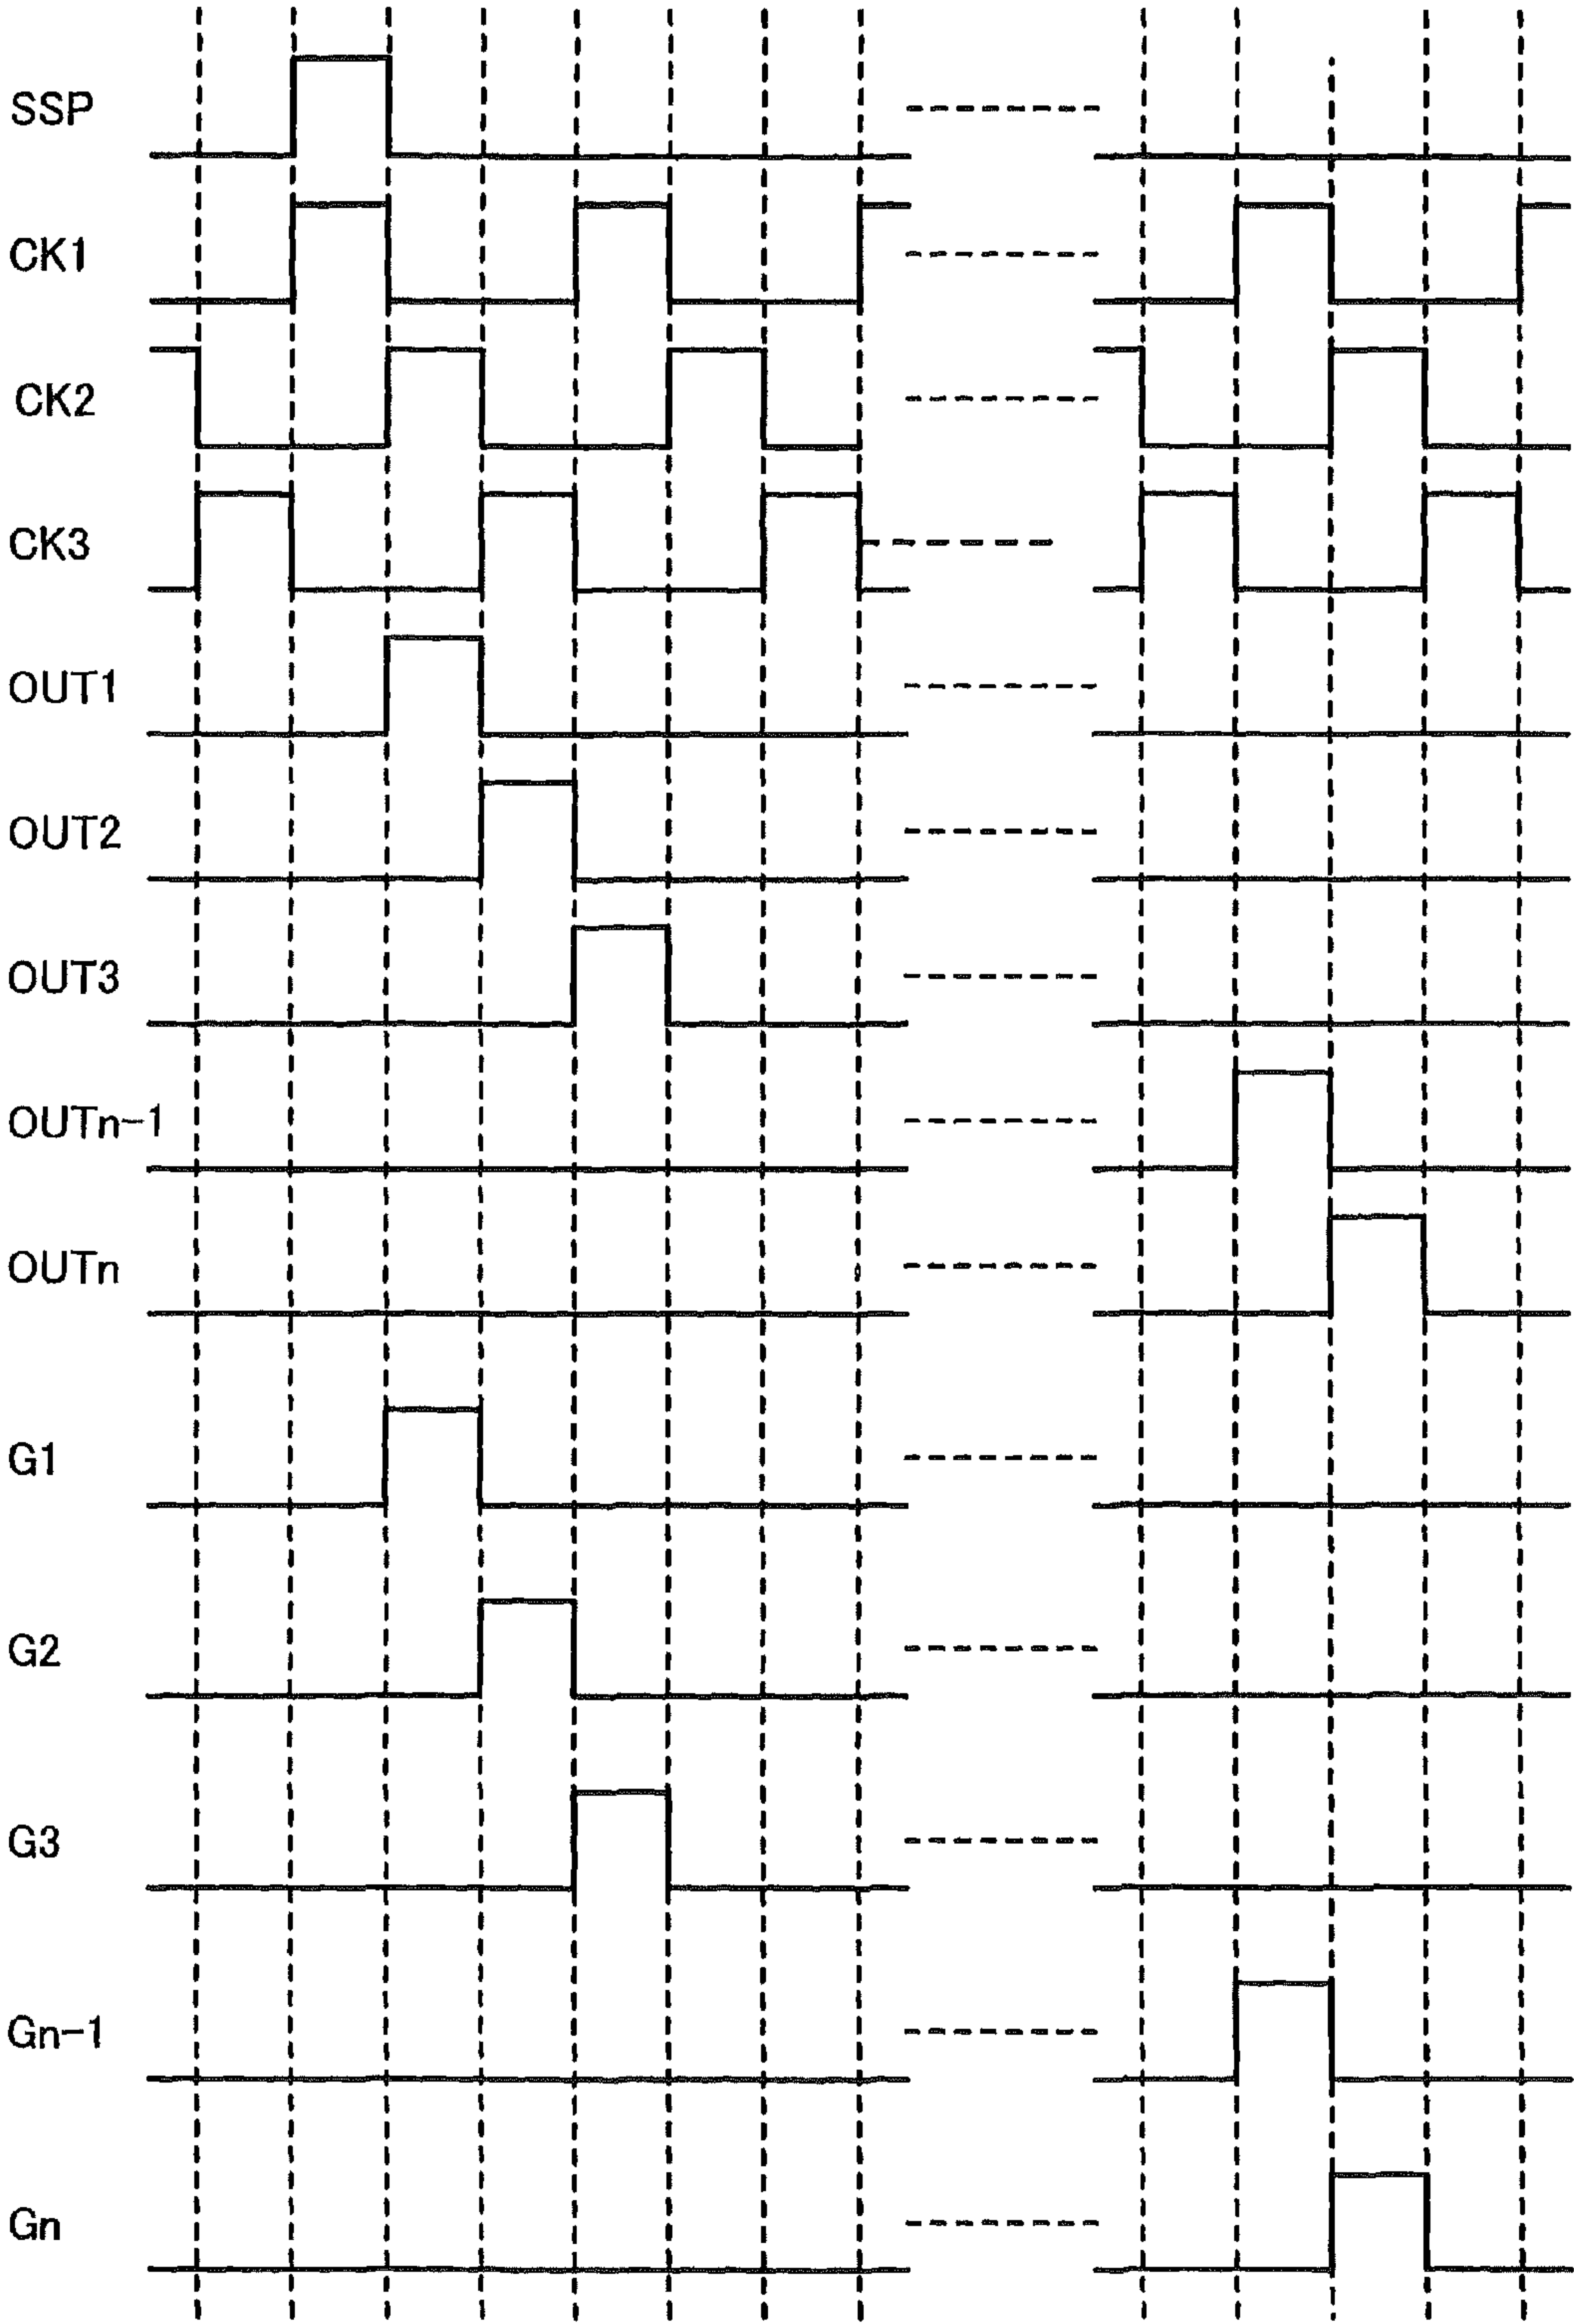 SSP
CK1
CK2
CK3
OUT1
OUT2
OUT3
OUTn-1
OUTn
G1
G2
G3
Gn-1
Gn